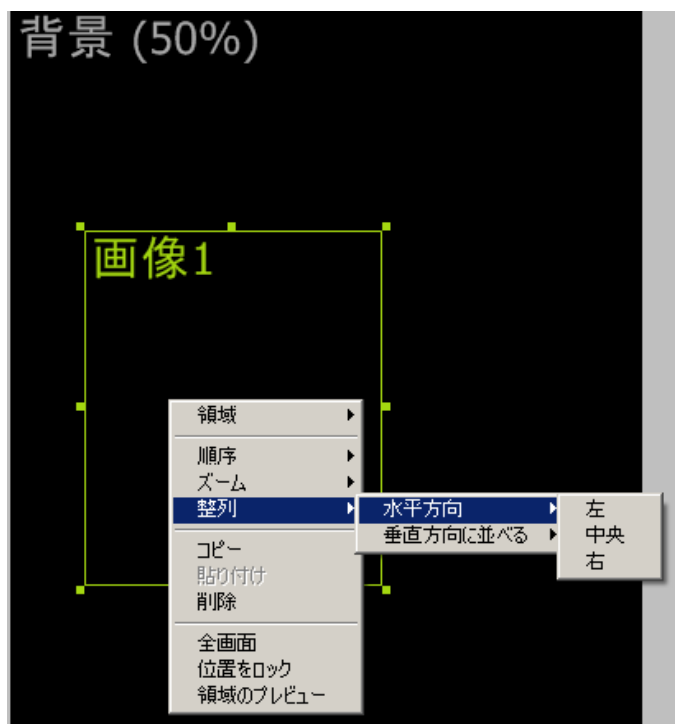 背景 (50%)
画像1
領域
順序
ズーム
整列
コピー
貼り付け
削除
全画面
位置をロック
領域のプレビュー
水平方向
垂直方向に並べる
左
中央
右